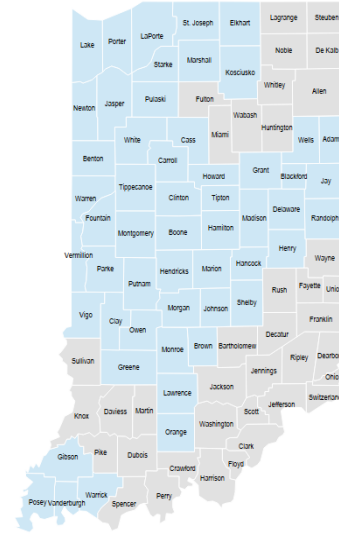 Lake
Porter
LaPorte
St. Joseph
Elkhart
Lagrange
Steuben
Starke
Marshall
Noble
De Kalb
Kosciusko
Newton
Jasper
Pulaski
Fulton
Whitley
Allen
Wabash
Huntington
Miami
White
Cass
Wells
Adam
Benton
Carroll
Howard
Grant
Blackford
Jay
Tippecanoe
Warren
Clinton
Tipton
Fountain
Madison
Delaware
Randolph
Montgomery
Boone
Hamilton
Vermillion
Henry
Wayne
Parke
Putnam
Hendricks
Marion
Hancock
Rush
Fayette
Unio
Vigo
Clay
Owen
Morgan
Johnson
Shelby
Franklin
Decatur
Sullivan
Greene
Monroe
Brown
Bartholomew
Jennings
Ripley
Dearbo
Ohio
Switzerland
Knox
Daviess
Martin
Lawrence
Jackson
Scott
Jefferson
Orange
Washington
Gibson
Pike
Dubois
Crawford
Clark
Floyd
Harrison
Posey
Vanderburgh
Warrick
Spencer
Perry